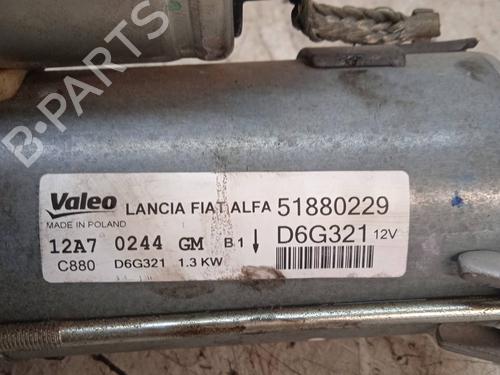 B-PARTS
Valeo LANCIA FIAT ALFA 51880229
MADE IN POLAND
12A7 0244 GM B.1 ↓ D6G321 12V
C880 D6G321 1.3 KW